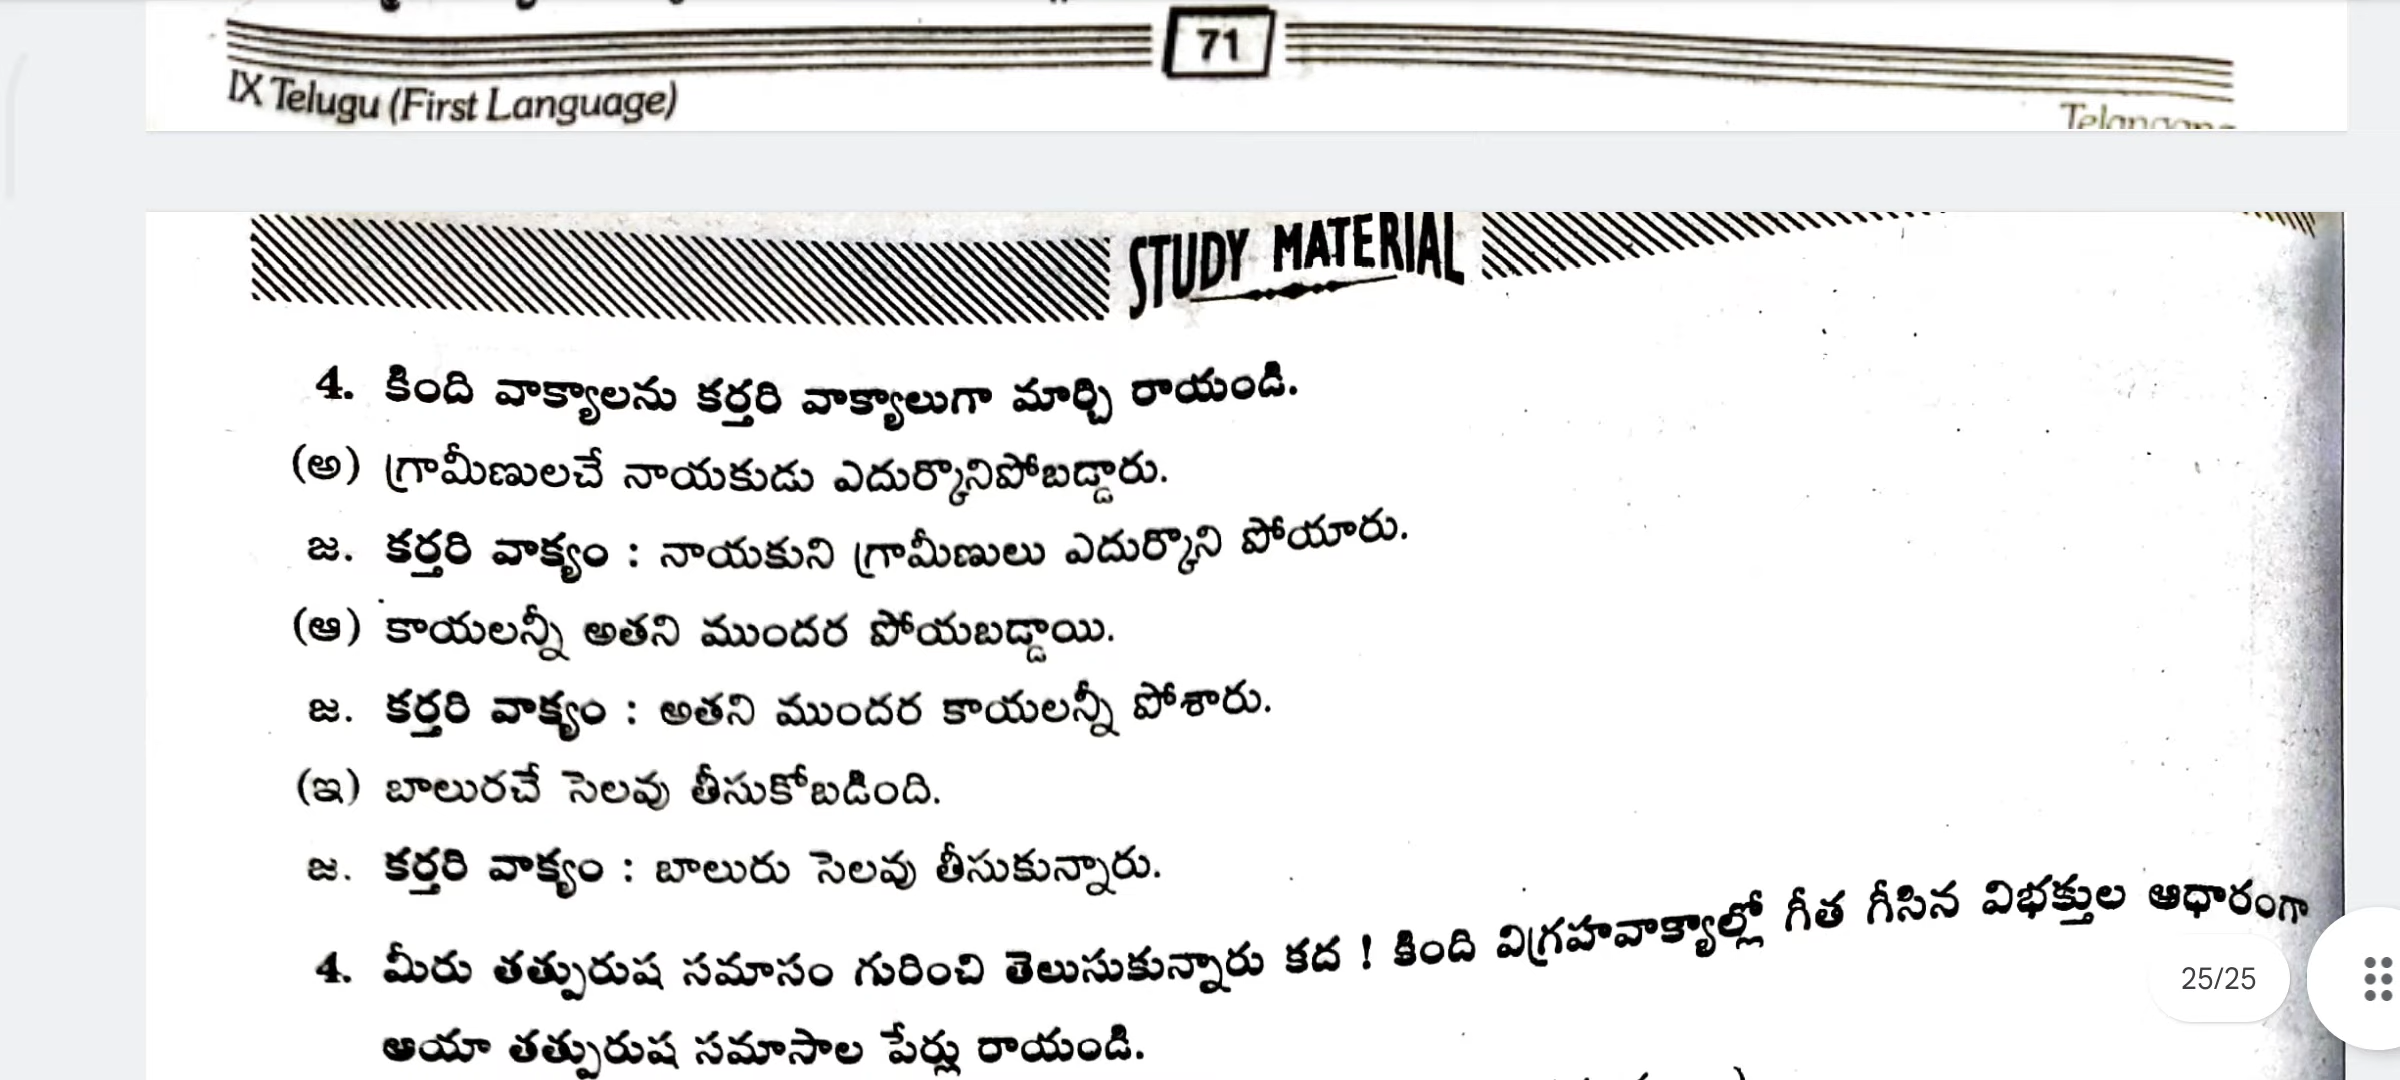 71
IX Telugu (First Language)
STUDY MATERIAL
4. కింది వాక్యాలను కర్తరి వాక్యాలుగా మార్చి రాయండి.
(అ) గ్రామీణులచే నాయకుడు ఎదుర్కొనిపోబడ్డారు.
జ. కర్తరి వాక్యం : నాయకుని గ్రామీణులు ఎదుర్కొని పోయారు.
(ఆ) కాయలన్నీ అతని ముందర పోయబడ్డాయి.
జ. కర్తరి వాక్యం : అతని ముందర కాయలన్నీ పోశారు.
(ఇ) బాలురచే సెలవు తీసుకోబడింది.
జ. కర్తరి వాక్యం : బాలురు సెలవు తీసుకున్నారు.
4. మీరు తత్పురుష సమాసం గురించి తెలుసుకున్నారు కద ! కింది విగ్రహవాక్యాల్లో గీత గీసిన విభక్తుల ఆధారంగా
ఆయా తత్పురుష సమాసాల పేర్లు రాయండి.
25/25